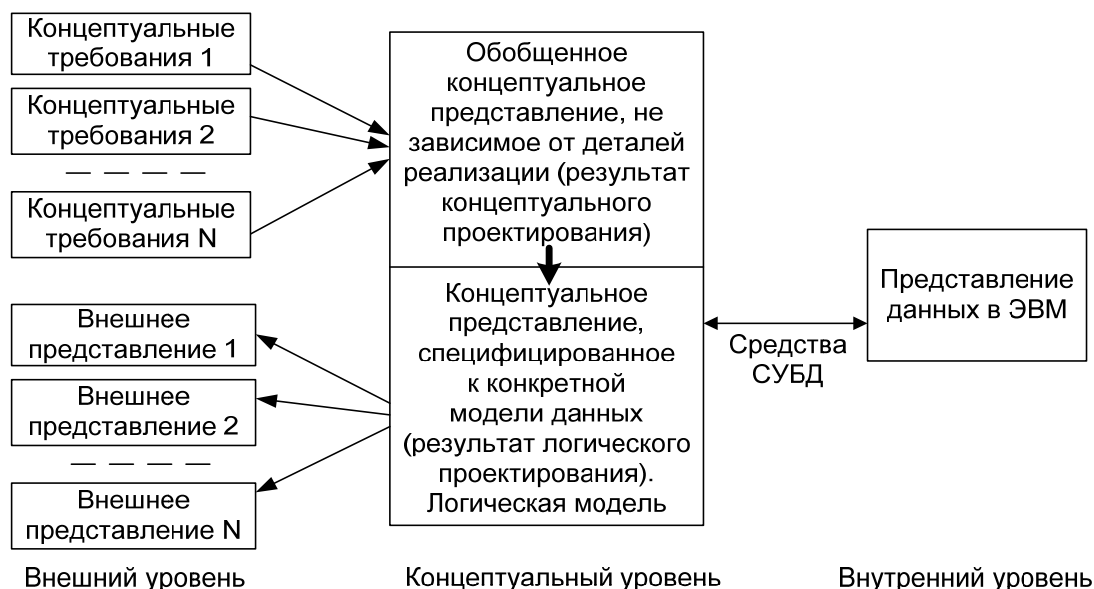 Концептуальные
требования 1
Концептуальные
требования 2
Концептуальные
требования N
Внешнее
представление 1
Внешнее
представление 2
Внешнее
представление N
Внешний уровень
Обобщенное
концептуальное
представление, не
зависимое от деталей
реализации (результат
концептуального
проектирования)
Концептуальное
представление,
специфицированное
к конкретной
модели данных
(результат логического
проектирования).
Логическая модель
Концептуальный уровень
Средства
СУБД
Представление
данных в ЭВМ
Внутренний уровень